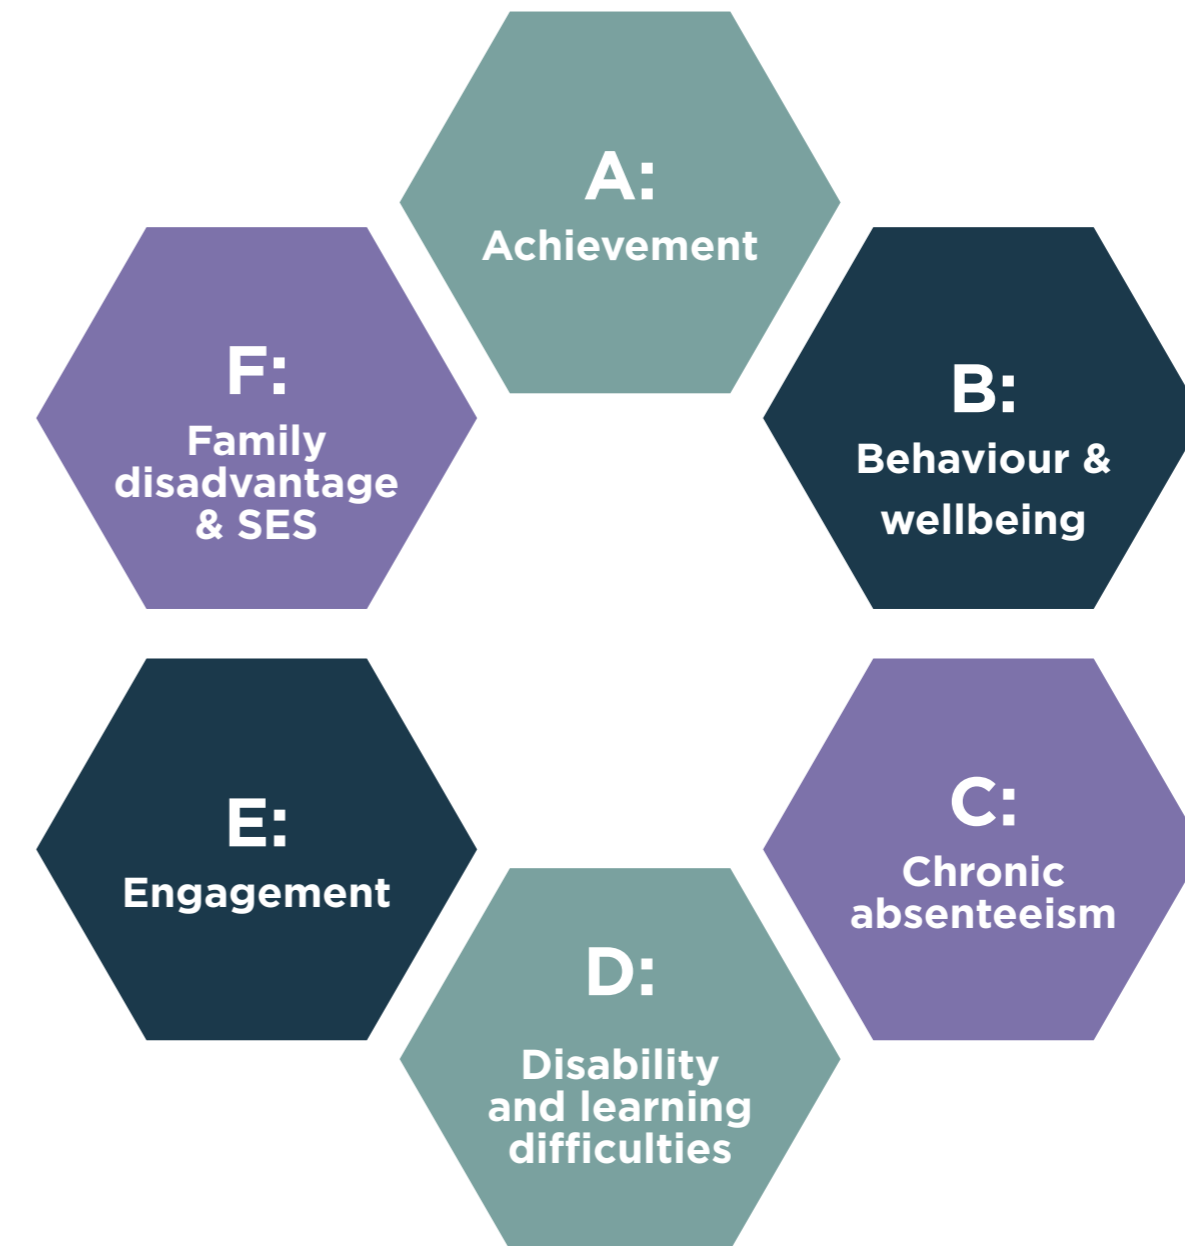 A:
Achievement
B:
Behaviour &
wellbeing
C:
Chronic
absenteeism
D:
Disability
and learning
difficulties
E:
Engagement
F:
Family
disadvantage
& SES